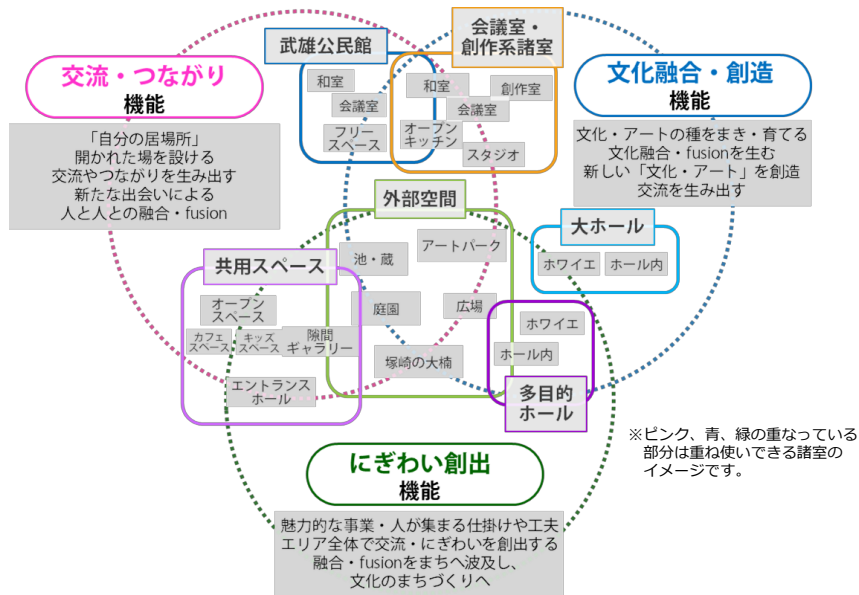 武雄公民館
和室
会議室
フリー
スペース
会議室・
創作系諸室
和室
創作室
会議室
オープン
キッチン
スタジオ
交流・つながり
機能
「自分の居場所」
開かれた場を設ける
交流やつながりを生み出す
新たな出会いによる
人と人との融合・fusion
文化融合・創造
機能
文化・アートの種をまき・育てる
文化融合・fusionを生む
新しい「文化・アート」を創造
交流を生み出す
外部空間
池・蔵
アートパーク
庭園
広場
塚崎の大楠
大ホール
ホワイエ
ホール内
共用スペース
オープン
スペース
カフェ
スペース
キッズ
スペース
隙間
ギャラリー
エントランス
ホール
ホワイエ
ホール内
多目的
ホール
※ピンク、青、緑の重なっている
部分は重ね使いできる諸室の
イメージです。
にぎわい創出
機能
魅力的な事業・人が集まる仕掛けや工夫
エリア全体で交流・にぎわいを創出する
融合・fusionをまちへ波及し、
文化のまちづくりへ